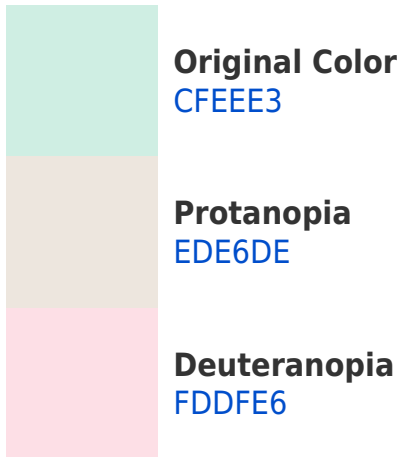 Original Color
CFEEE3
Protanopia
EDE6DE
Deuteranopia
FDDFE6